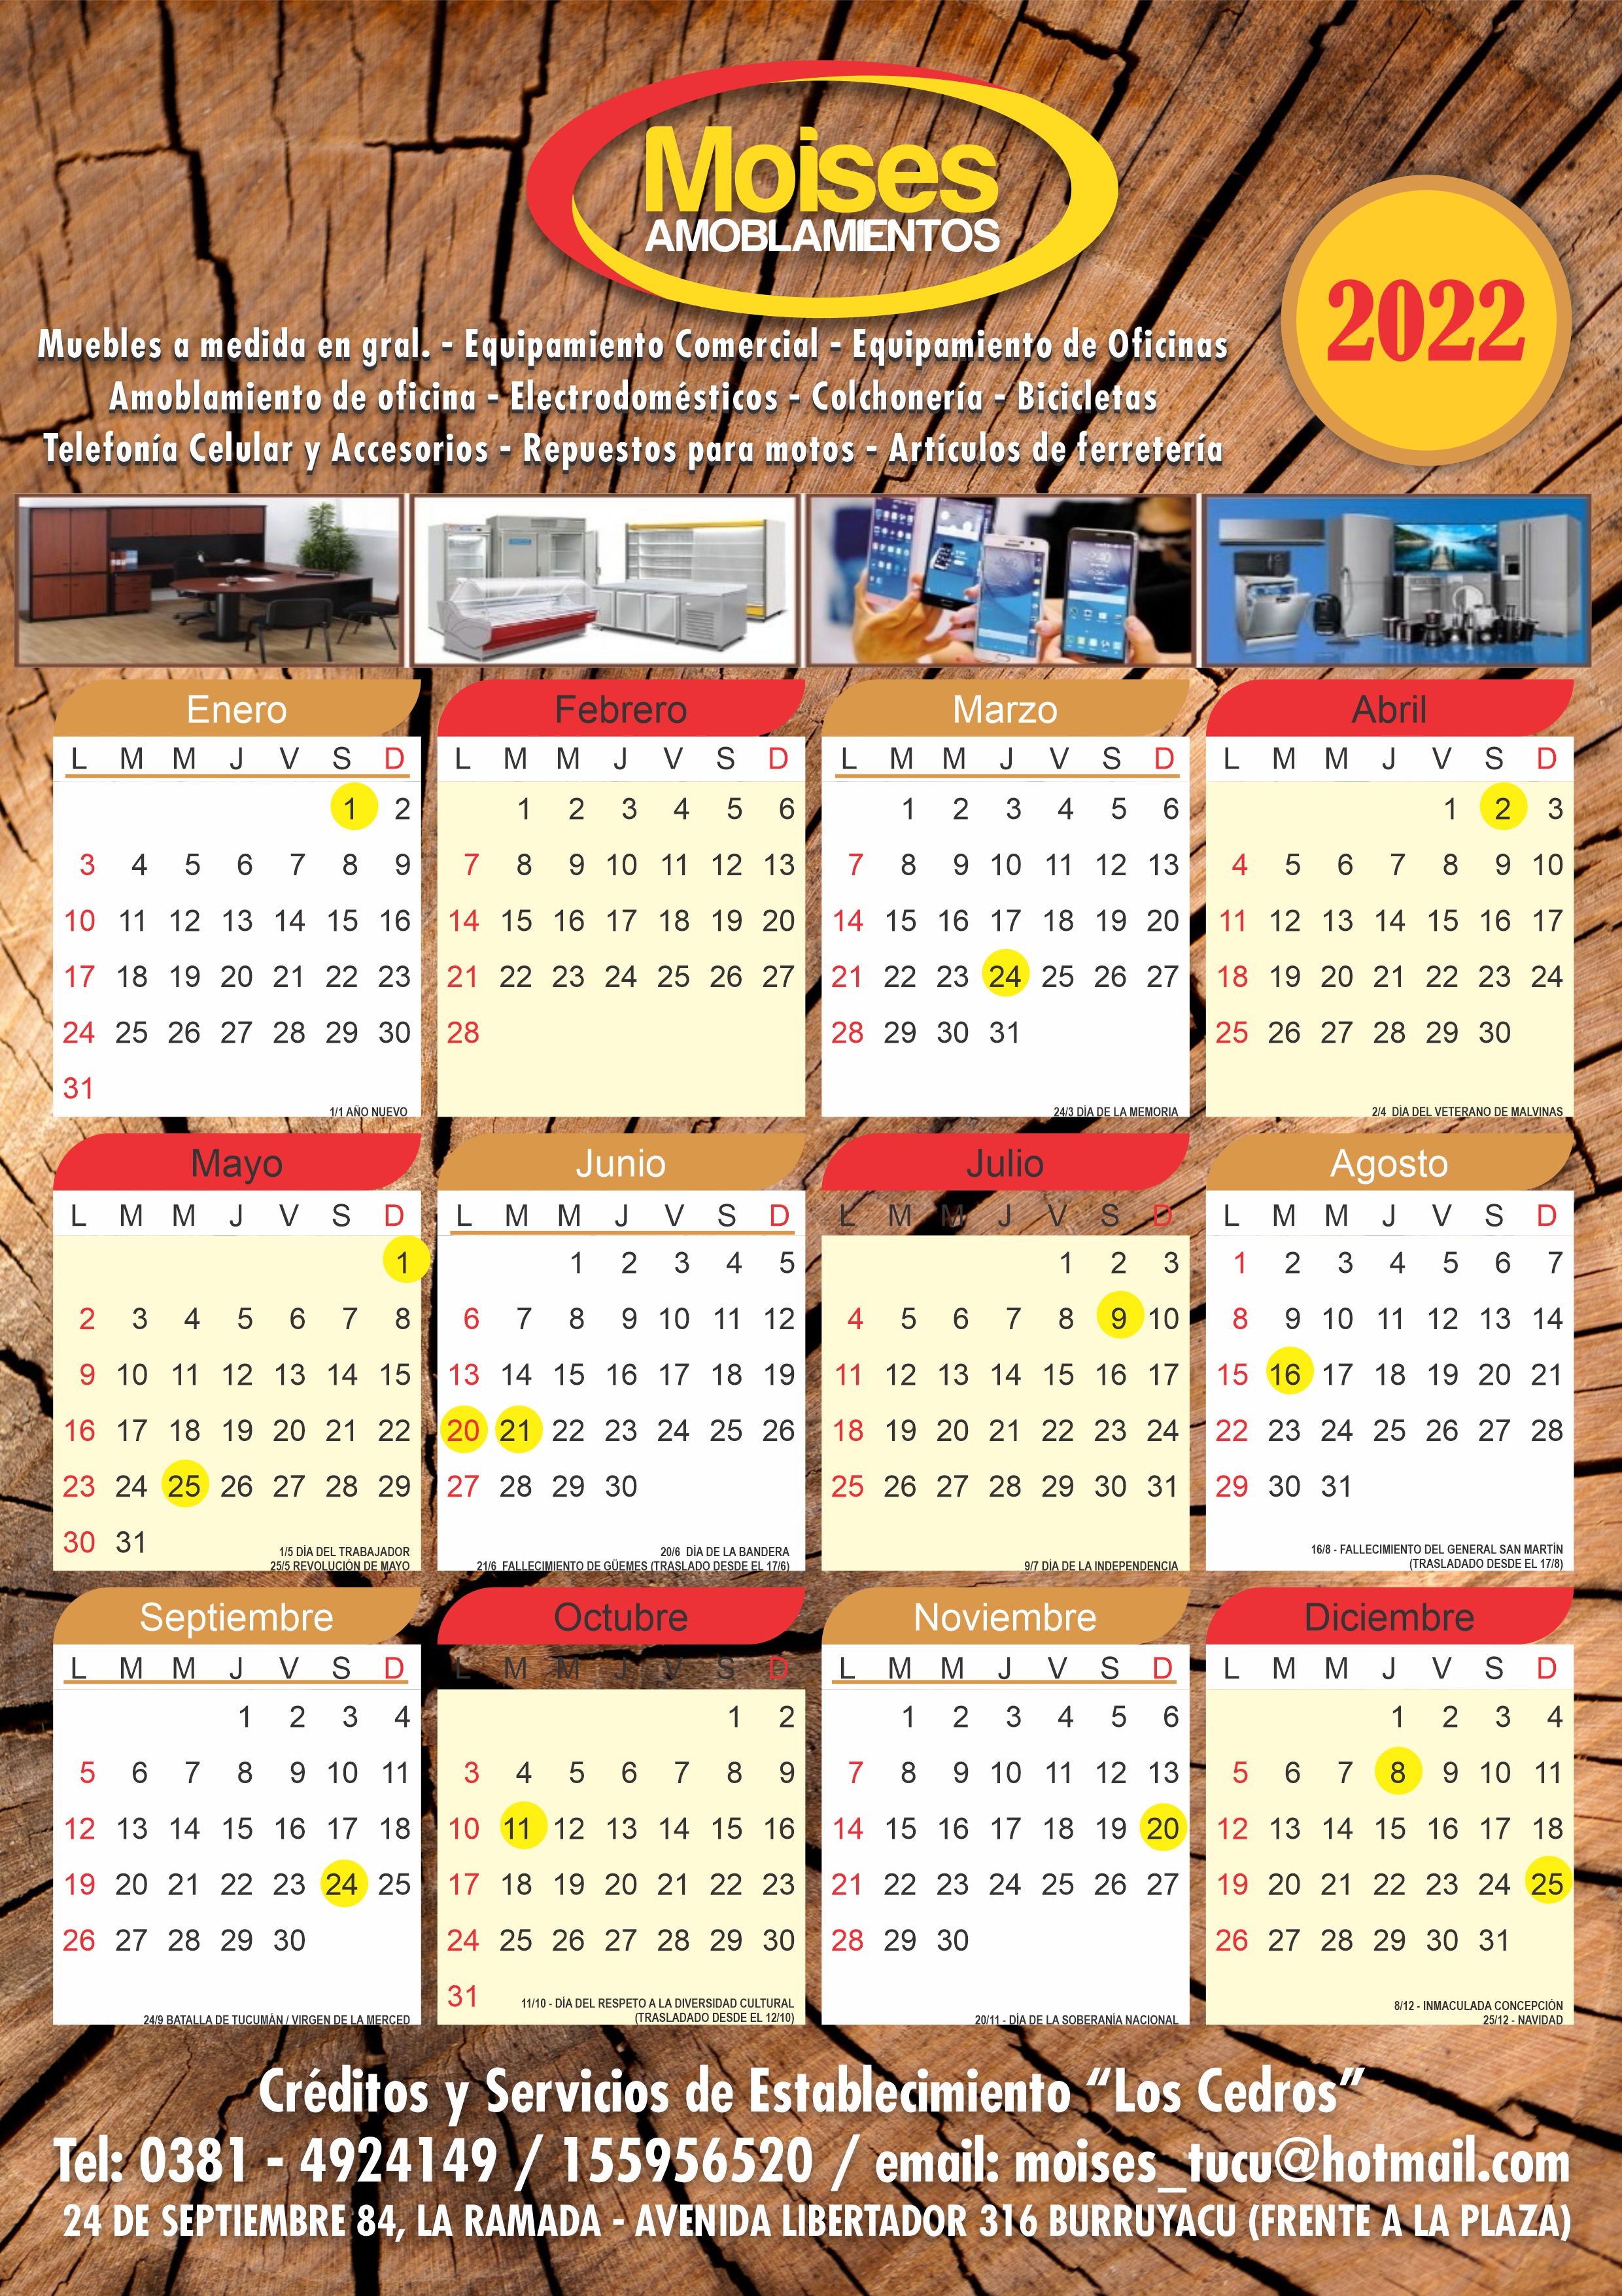 Moises
AMOBLAMIENTOS
2022
Muebles a medida en gral. - Equipamiento Comercial - Equipamiento de Oficinas
Amoblamiento de oficina - Electrodomésticos - Colchonería - Bicicletas
Telefonía Celular y Accesorios - Repuestos para motos - Artículos de ferretería
Enero
L M M J V S D
1 2
3 4 5 6 7 8 9
10 11 12 13 14 15 16
17 18 19 20 21 22 23
24 25 26 27 28 29 30
31
1/1 AÑO NUEVO
Febrero
L M M J V S D
1 2 3 4 5 6
7 8 9 10 11 12 13
14 15 16 17 18 19 20
21 22 23 24 25 26 27
28
Marzo
L M M J V S D
1 2 3 4 5 6
7 8 9 10 11 12 13
14 15 16 17 18 19 20
21 22 23 24 25 26 27
28 29 30 31
24/3 DÍA DE LA MEMORIA
Abril
L M M J V S D
1 2 3
4 5 6 7 8 9 10
11 12 13 14 15 16 17
18 19 20 21 22 23 24
25 26 27 28 29 30
2/4 DÍA DEL VETERANO DE MALVINAS
Mayo
L M M J V S D
1
2 3 4 5 6 7 8
9 10 11 12 13 14 15
16 17 18 19 20 21 22
23 24 25 26 27 28 29
30 31
1/5 DÍA DEL TRABAJADOR
25/5 REVOLUCIÓN DE MAYO
Junio
L M M J V S D
1 2 3 4 5
6 7 8 9 10 11 12
13 14 15 16 17 18 19
20 21 22 23 24 25 26
27 28 29 30
20/6 DÍA DE LA BANDERA
21/6 FALLECIMIENTO DE GÜEMES (TRASLADO DESDE EL 17/6)
Julio
L M M J V S D
1 2 3
4 5 6 7 8 9 10
11 12 13 14 15 16 17
18 19 20 21 22 23 24
25 26 27 28 29 30 31
9/7 DÍA DE LA INDEPENDENCIA
Agosto
L M M J V S D
1 2 3 4 5 6 7
8 9 10 11 12 13 14
15 16 17 18 19 20 21
22 23 24 25 26 27 28
29 30 31
16/8 - FALLECIMIENTO DEL GENERAL SAN MARTÍN
(TRASLADADO DESDE EL 17/8)
Septiembre
L M M J V S D
1 2 3 4
5 6 7 8 9 10 11
12 13 14 15 16 17 18
19 20 21 22 23 24 25
26 27 28 29 30
24/9 BATALLA DE TUCUMÁN / VIRGEN DE LA MERCED
Octubre
L M M J V S D
1 2
3 4 5 6 7 8 9
10 11 12 13 14 15 16
17 18 19 20 21 22 23
24 25 26 27 28 29 30
31
11/10 - DÍA DEL RESPETO A LA DIVERSIDAD CULTURAL
(TRASLADADO DESDE EL 12/10)
Noviembre
L M M J V S D
1 2 3 4 5 6
7 8 9 10 11 12 13
14 15 16 17 18 19 20
21 22 23 24 25 26 27
28 29 30
20/11 - DÍA DE LA SOBERANÍA NACIONAL
Diciembre
L M M J V S D
1 2 3 4
5 6 7 8 9 10 11
12 13 14 15 16 17 18
19 20 21 22 23 24 25
26 27 28 29 30 31
8/12 - INMACULADA CONCEPCIÓN
25/12 - NAVIDAD
Créditos y Servicios de Establecimiento “Los Cedros”
Tel: 0381 - 4924149 / 155956520 / email: moises_tucu@hotmail.com
24 DE SEPTIEMBRE 84, LA RAMADA - AVENIDA LIBERTADOR 316 BURRUYACU (FRENTE A LA PLAZA)